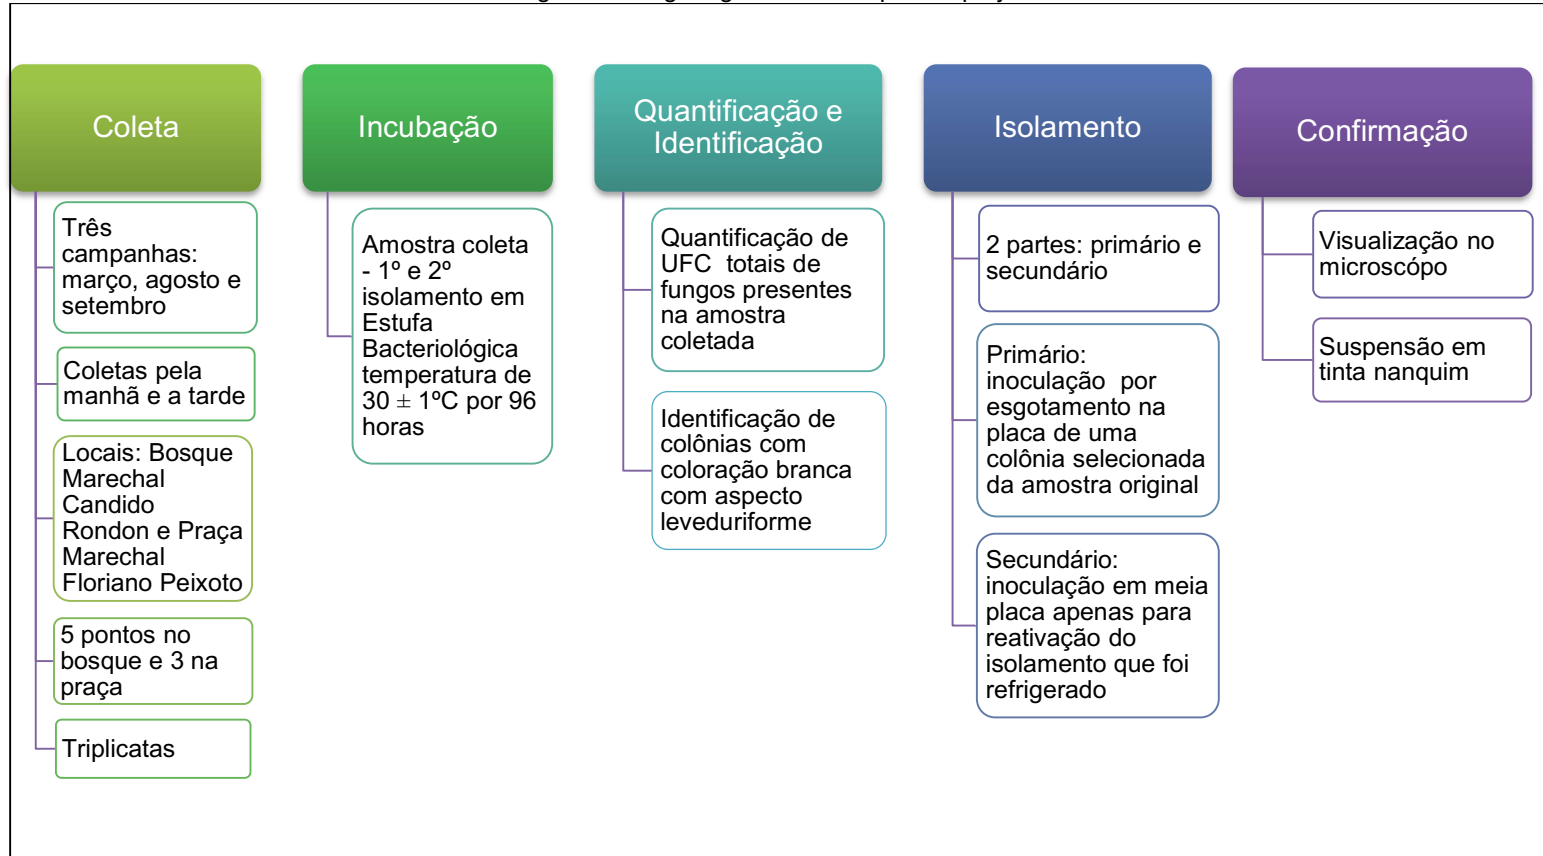 Coleta
Três
campanhas:
março, agosto e
setembro
Coletas pela
manhã e a tarde
Locais: Bosque
Marechal
Candido
Rondon e Praça
Marechal
Floriano Peixoto
5 pontos no
bosque e 3 na
praça
Triplicatas
Incubação
Amostra coleta
- 1º e 2º
isolamento em
Estufa
Bacteriológica
temperatura de
30 ± 1ºC por 96
horas
Quantificação e
Identificação
Quantificação de
UFC totais de
fungos presentes
na amostra
coletada
Identificação de
colônias com
coloração branca
com aspecto
leveduriforme
Isolamento
2 partes: primário e
secundário
Primário:
inoculação por
esgotamento na
placa de uma
colônia selecionada
da amostra original
Secundário:
inoculação em meia
placa apenas para
reativação do
isolamento que foi
refrigerado
Confirmação
Visualização no
microscópo
Suspensão em
tinta nanquim